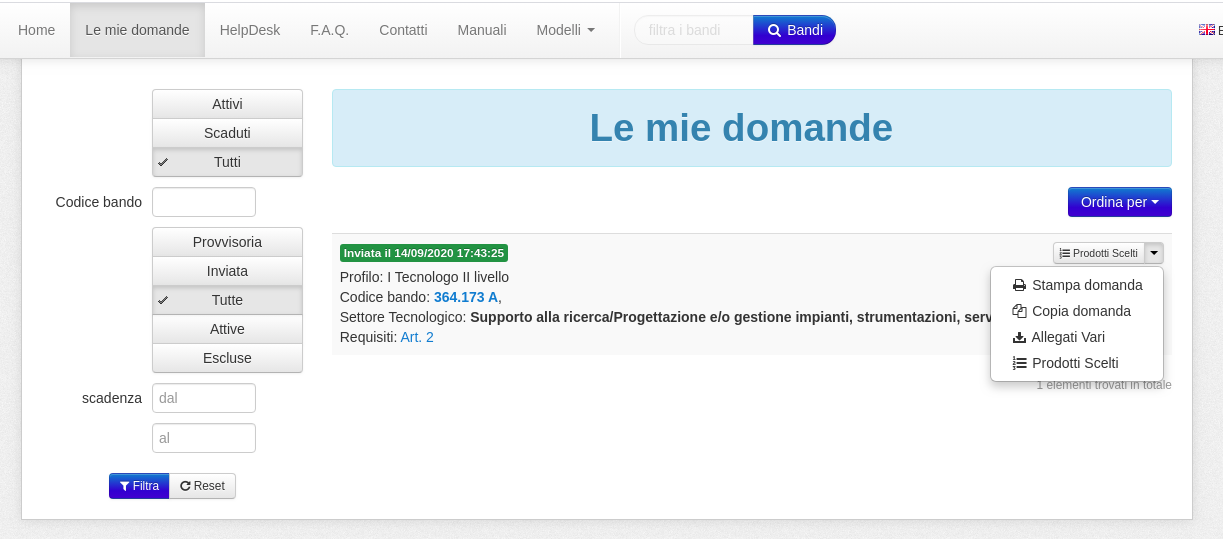 Home Le mie domande HelpDesk F.A.Q. Contatti Manuali Modelli filtra i bandi Bandi
Attivi
Scaduti
Tutti
Codice bando
Provvisoria
Inviata
Tutte
Attive
Escluse
scadenza dal
al
Filtra Reset
Le mie domande
Ordina per
Inviata il 14/09/2020 17:43:25 Prodotti Scelti
Profilo: I Tecnologo II livello
Codice bando: 364.173 A,
Settore Tecnologico: Supporto alla ricerca/Progettazione e/o gestione impianti, strumentazioni,
Requisiti: Art. 2
Stampa domanda
Copia domanda
Allegati Vari
Prodotti Scelti
1 elementi trovati in totale